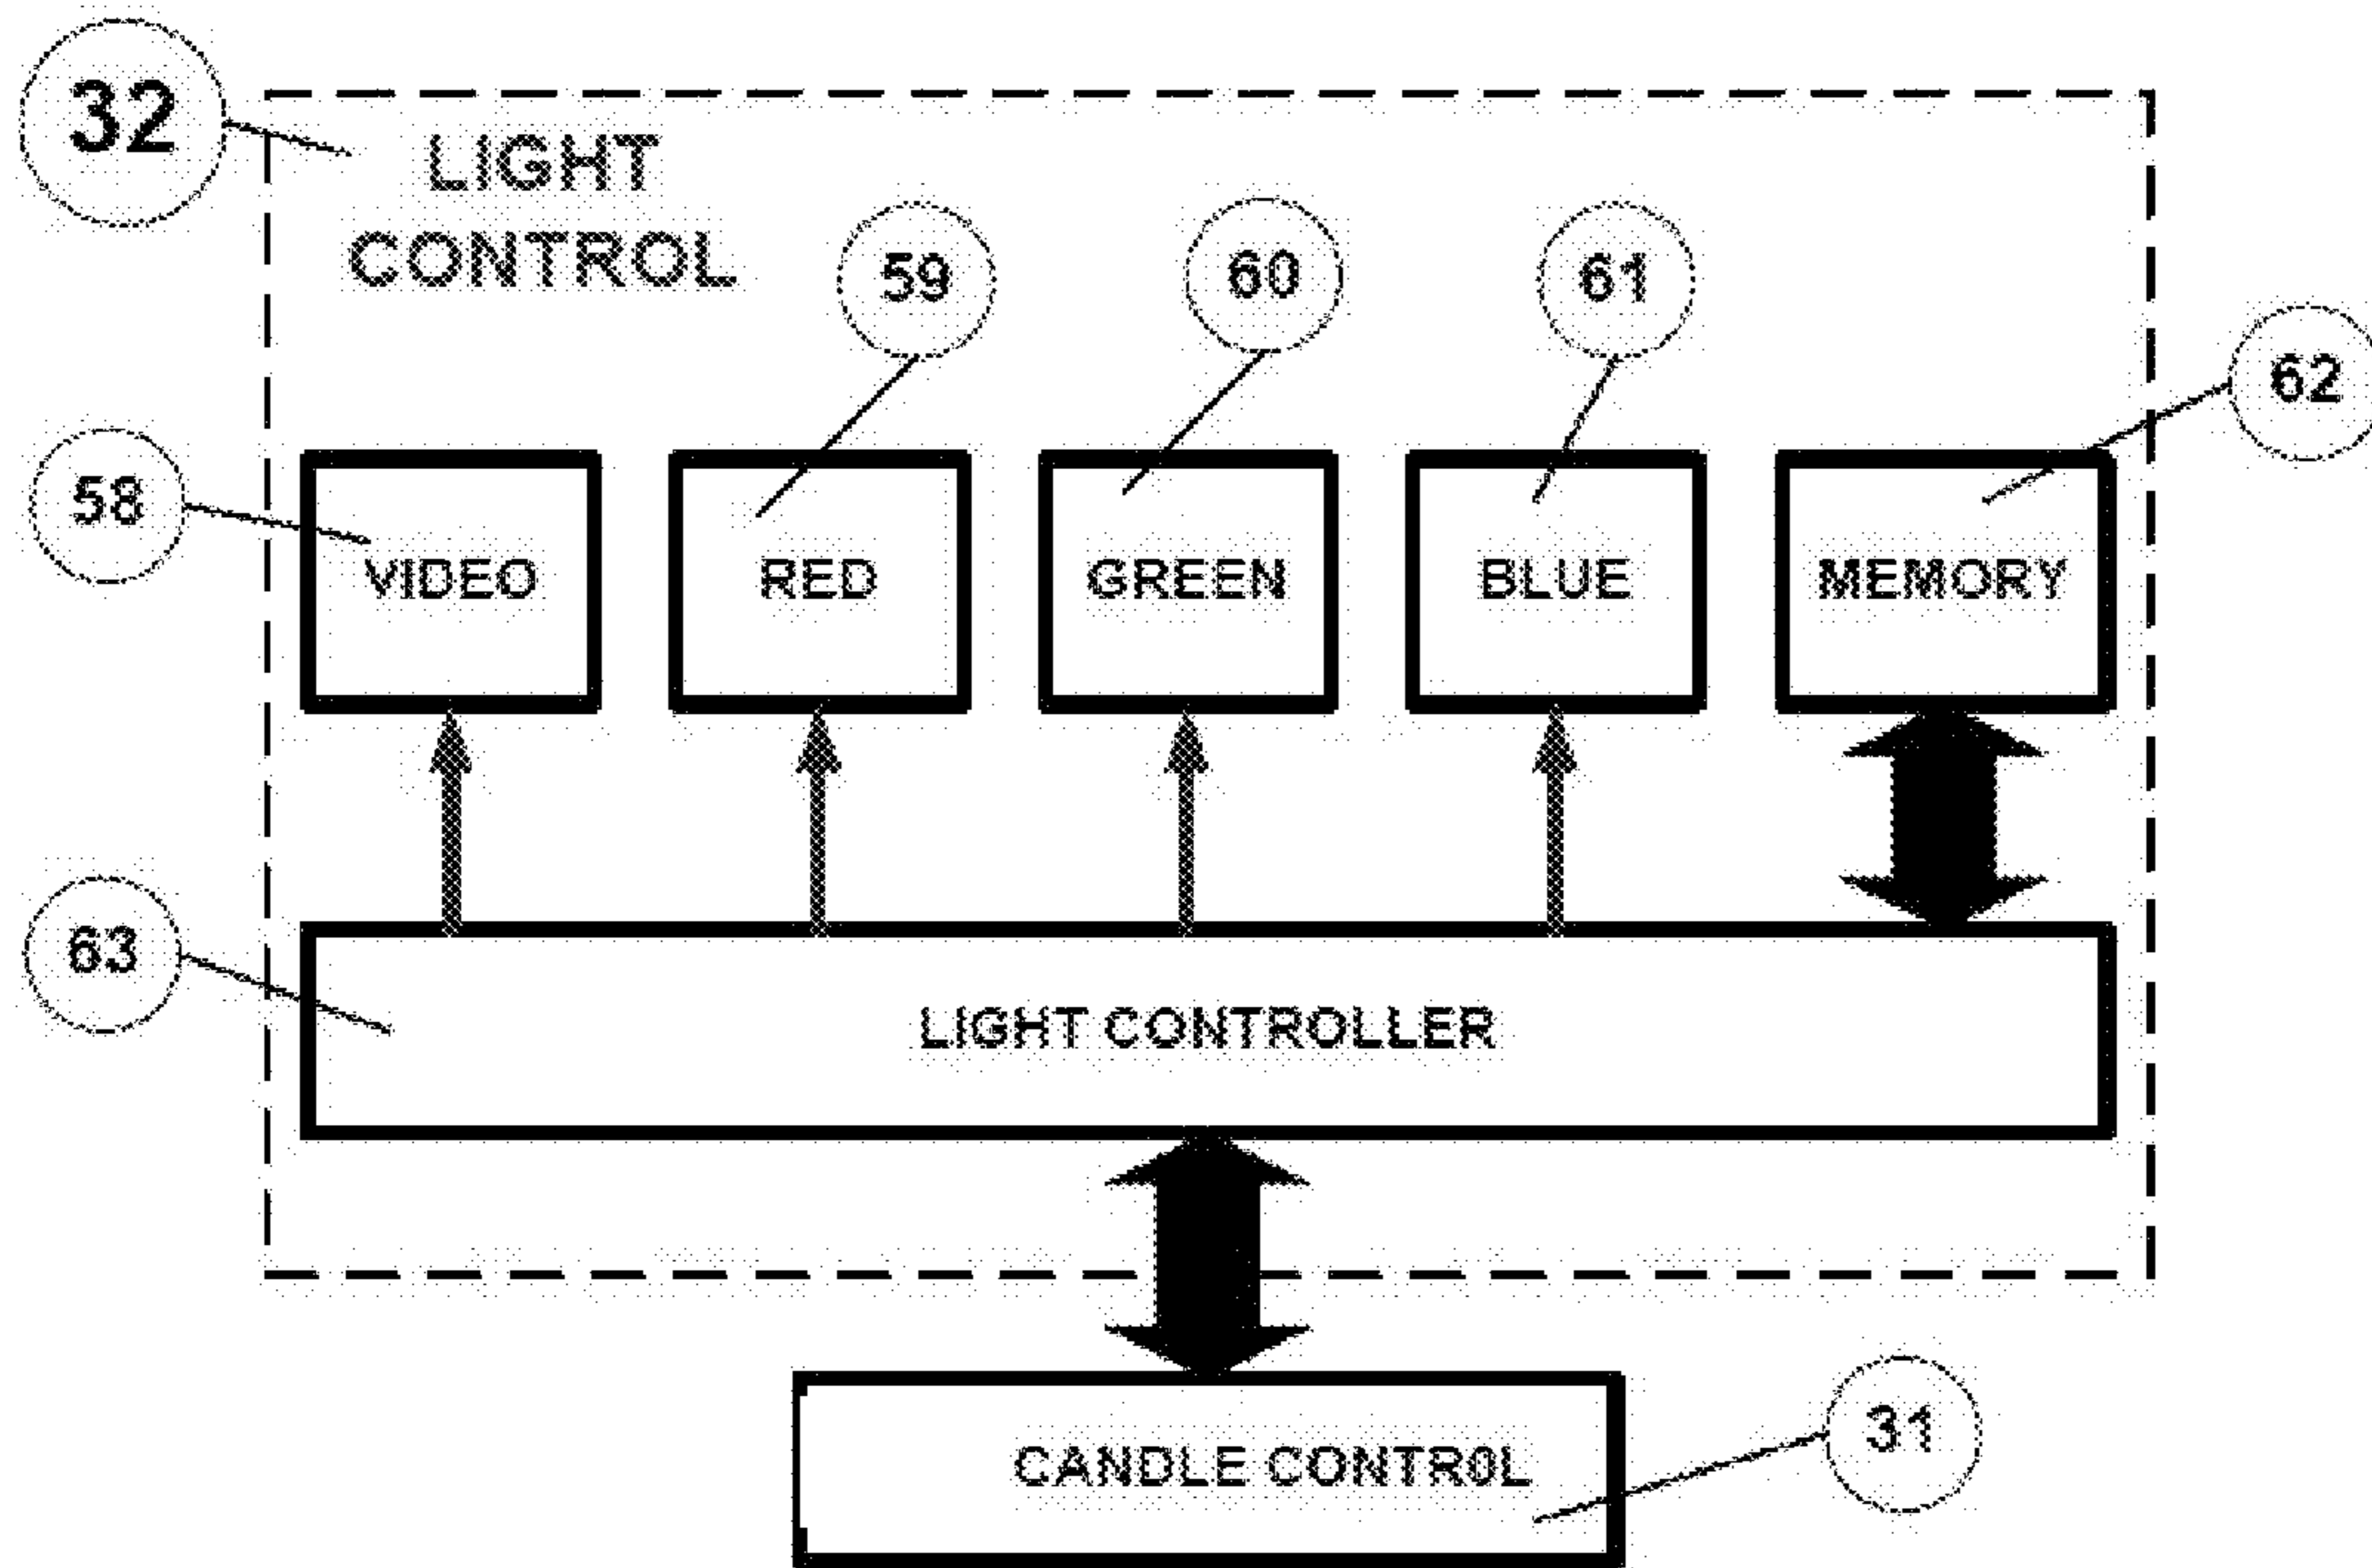 32
LIGHT
CONTROL
59
60
61
62
58
VIDEO
RED
GREEN
BLUE
MEMORY
63
LIGHT CONTROLLER
31
CANDLE CONTR0L